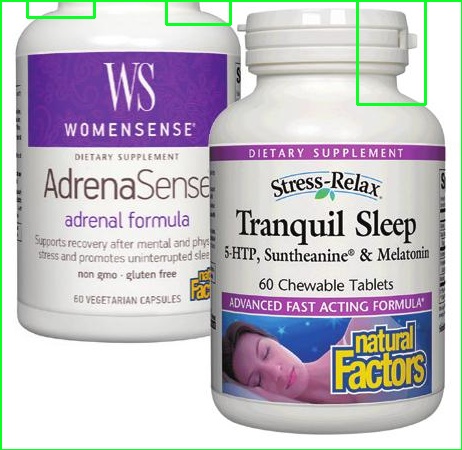 WS
WOMENSENSE®
DIETARY SUPPLEMENT
AdrenaSense
adrenal formula
Supports recovery after mental and
stress and promotes uninterrupted
non gmo · gluten free
60 VEGETARIAN CAPSULES
natural
Factors
DIETARY SUPPLEMENT
Stress-Relax®
Tranquil Sleep
5-HTP, Suntheanine® & Melatonin
60 Chewable Tablets
ADVANCED FAST ACTING FORMULA*
natural
Factors